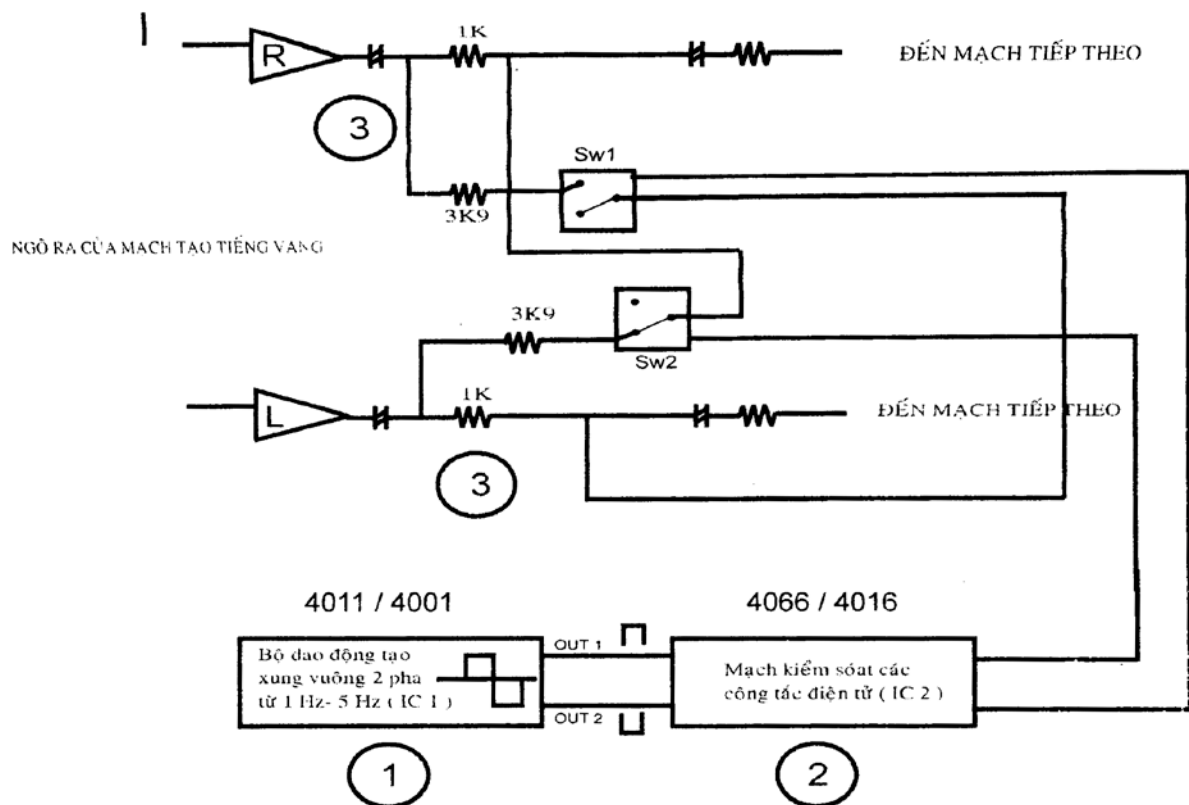 1K
R
ĐẾN MẠCH TIẾP THEO
3
Sw1
3K9
NGÕ RA CỦA MẠCH TẠO TIẾNG VANG
3K9
Sw2
1K
L
ĐẾN MẠCH TIẾP THEO
3
4011 / 4001
4066 / 4016
Bộ dao động tạo
xung vuông 2 pha
từ 1 Hz- 5 Hz ( IC 1 )
OUT 1
OUT 2
Mạch kiểm sóat các
công tắc điện tử ( IC 2 )
1
2